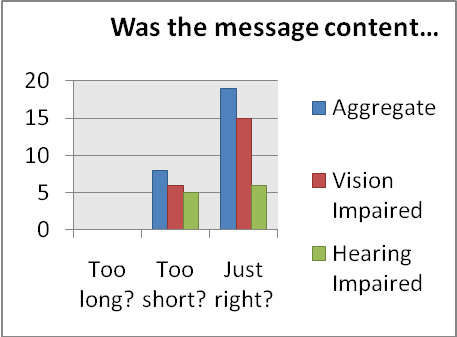 Was the message content...
20
15
10
5
0
Too long?
Too short?
Just right?
Aggregate
Vision
Impaired
Hearing
Impaired